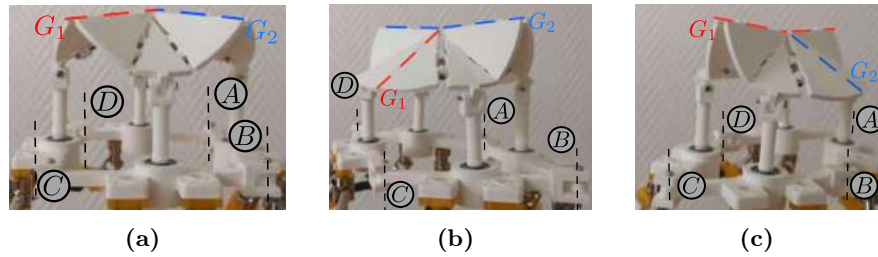 G1 G2 D A B C
(a)
G2 D G1 A B C
(b)
G1 G2 D A C B
(c)